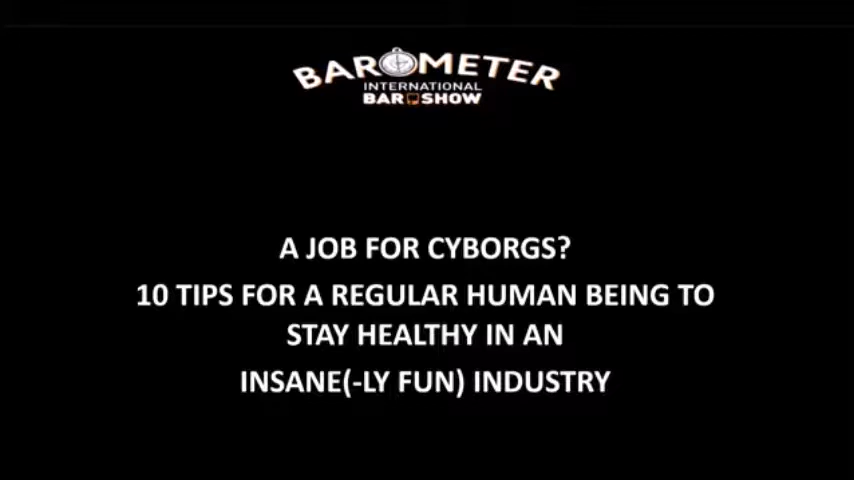 BAROMETER
INTERNATIONAL
BAR SHOW
A JOB FOR CYBORGS?
10 TIPS FOR A REGULAR HUMAN BEING TO
STAY HEALTHY IN AN
INSANE(-LY FUN) INDUSTRY